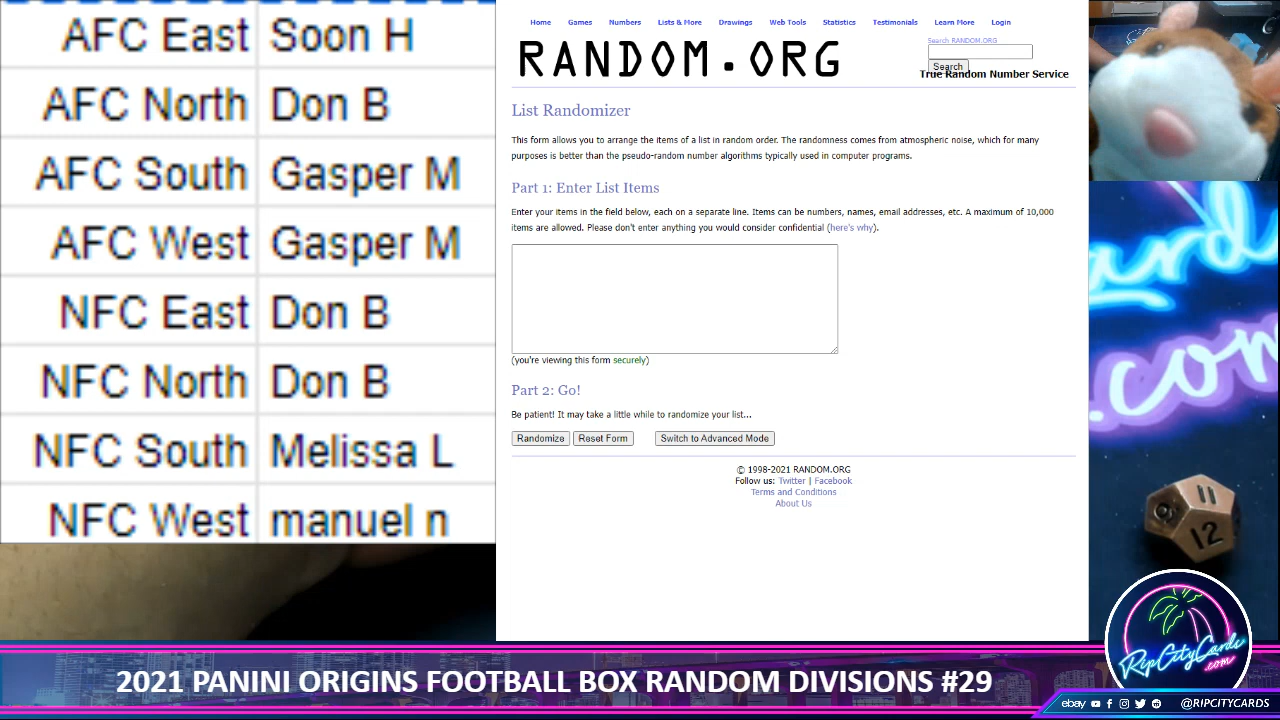 AFC East Soon H
AFC North Don B
AFC South Gasper M
AFC West Gasper M
NFC East Don B
NFC North Don B
NFC South Melissa L
NFC West manuel n
Home Games Numbers Lists & More Drawings Web Tools Statistics Testimonials Learn More Login
RANDOM.ORG
Search RANDOM.ORG
Search
True Random Number Service
List Randomizer
This form allows you to arrange the items of a list in random order. The randomness comes from atmospheric noise, which for many
purposes is better than the pseudo-random number algorithms typically used in computer programs.
Part 1: Enter List Items
Enter your items in the field below, each on a separate line. Items can be numbers, names, email addresses, etc. A maximum of 10,000
items are allowed. Please don't enter anything you would consider confidential (here's why).
(you're viewing this form securely)
Part 2: Go!
Be patient! It may take a little while to randomize your list...
Randomize Reset Form Switch to Advanced Mode
© 1998-2021 RANDOM.ORG
Follow us: Twitter | Facebook
Terms and Conditions
About Us
ards
.com
11
9
12
RipCityCards
.com
2021 PANINI ORIGINS FOOTBALL BOX RANDOM DIVISIONS #29
ebay @RIPCITYCARDS